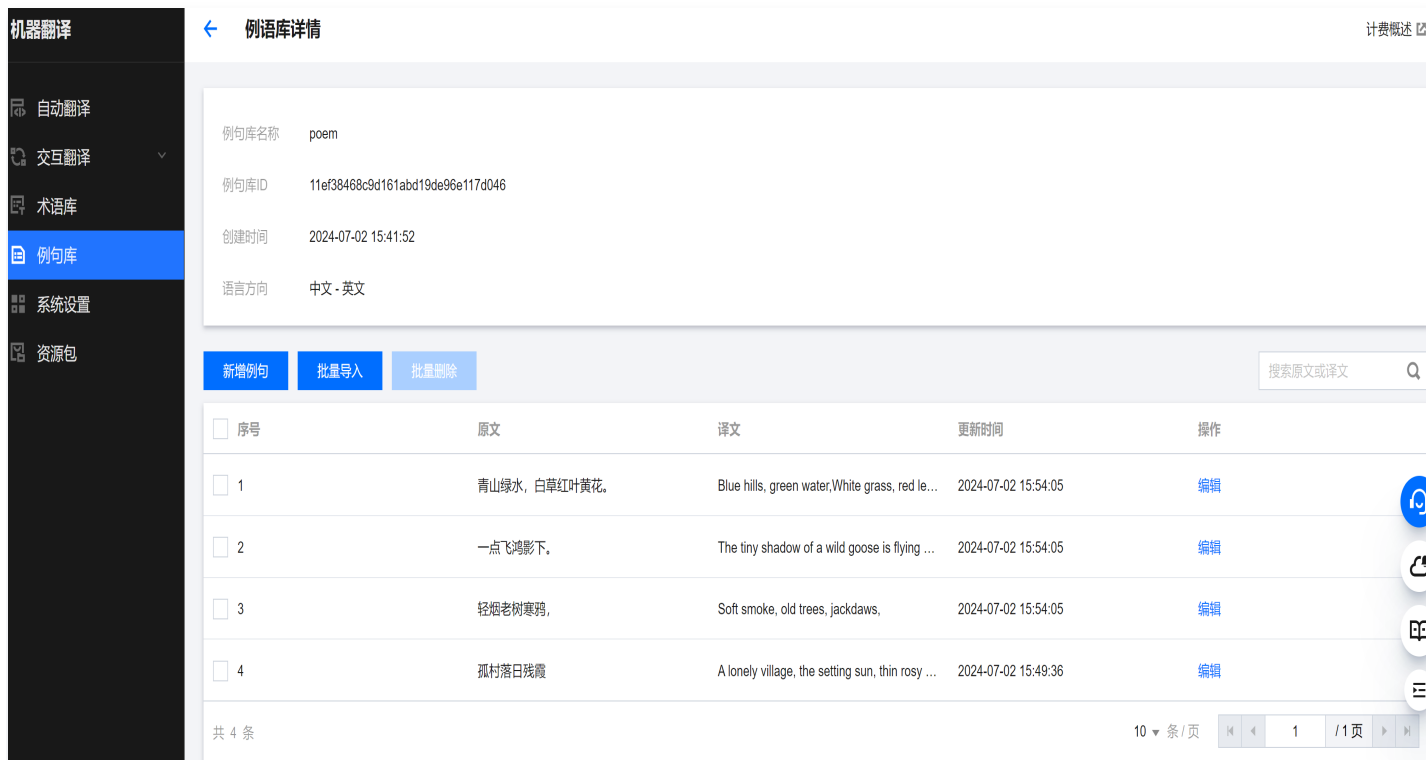 机器翻译
自动翻译
交互翻译
术语库
例句库
系统设置
资源包
例语库详情
计费概述
例句库名称 poem
例句库ID 11ef38468c9d161abd19de96e117d046
创建时间 2024-07-02 15:41:52
语言方向 中文 - 英文
新增例句 批量导入 批量删除 搜索原文或译文
序号 原文 译文 更新时间 操作
1 青山绿水，白草红叶黄花。 Blue hills, green water,White grass, red le... 2024-07-02 15:54:05 编辑
2 一点飞鸿影下。 The tiny shadow of a wild goose is flying ... 2024-07-02 15:54:05 编辑
3 轻烟老树寒鸦， Soft smoke, old trees, jackdaws, 2024-07-02 15:54:05 编辑
4 孤村落日残霞 A lonely village, the setting sun, thin rosy ... 2024-07-02 15:49:36 编辑
共 4 条 10 条/页 1 /1页